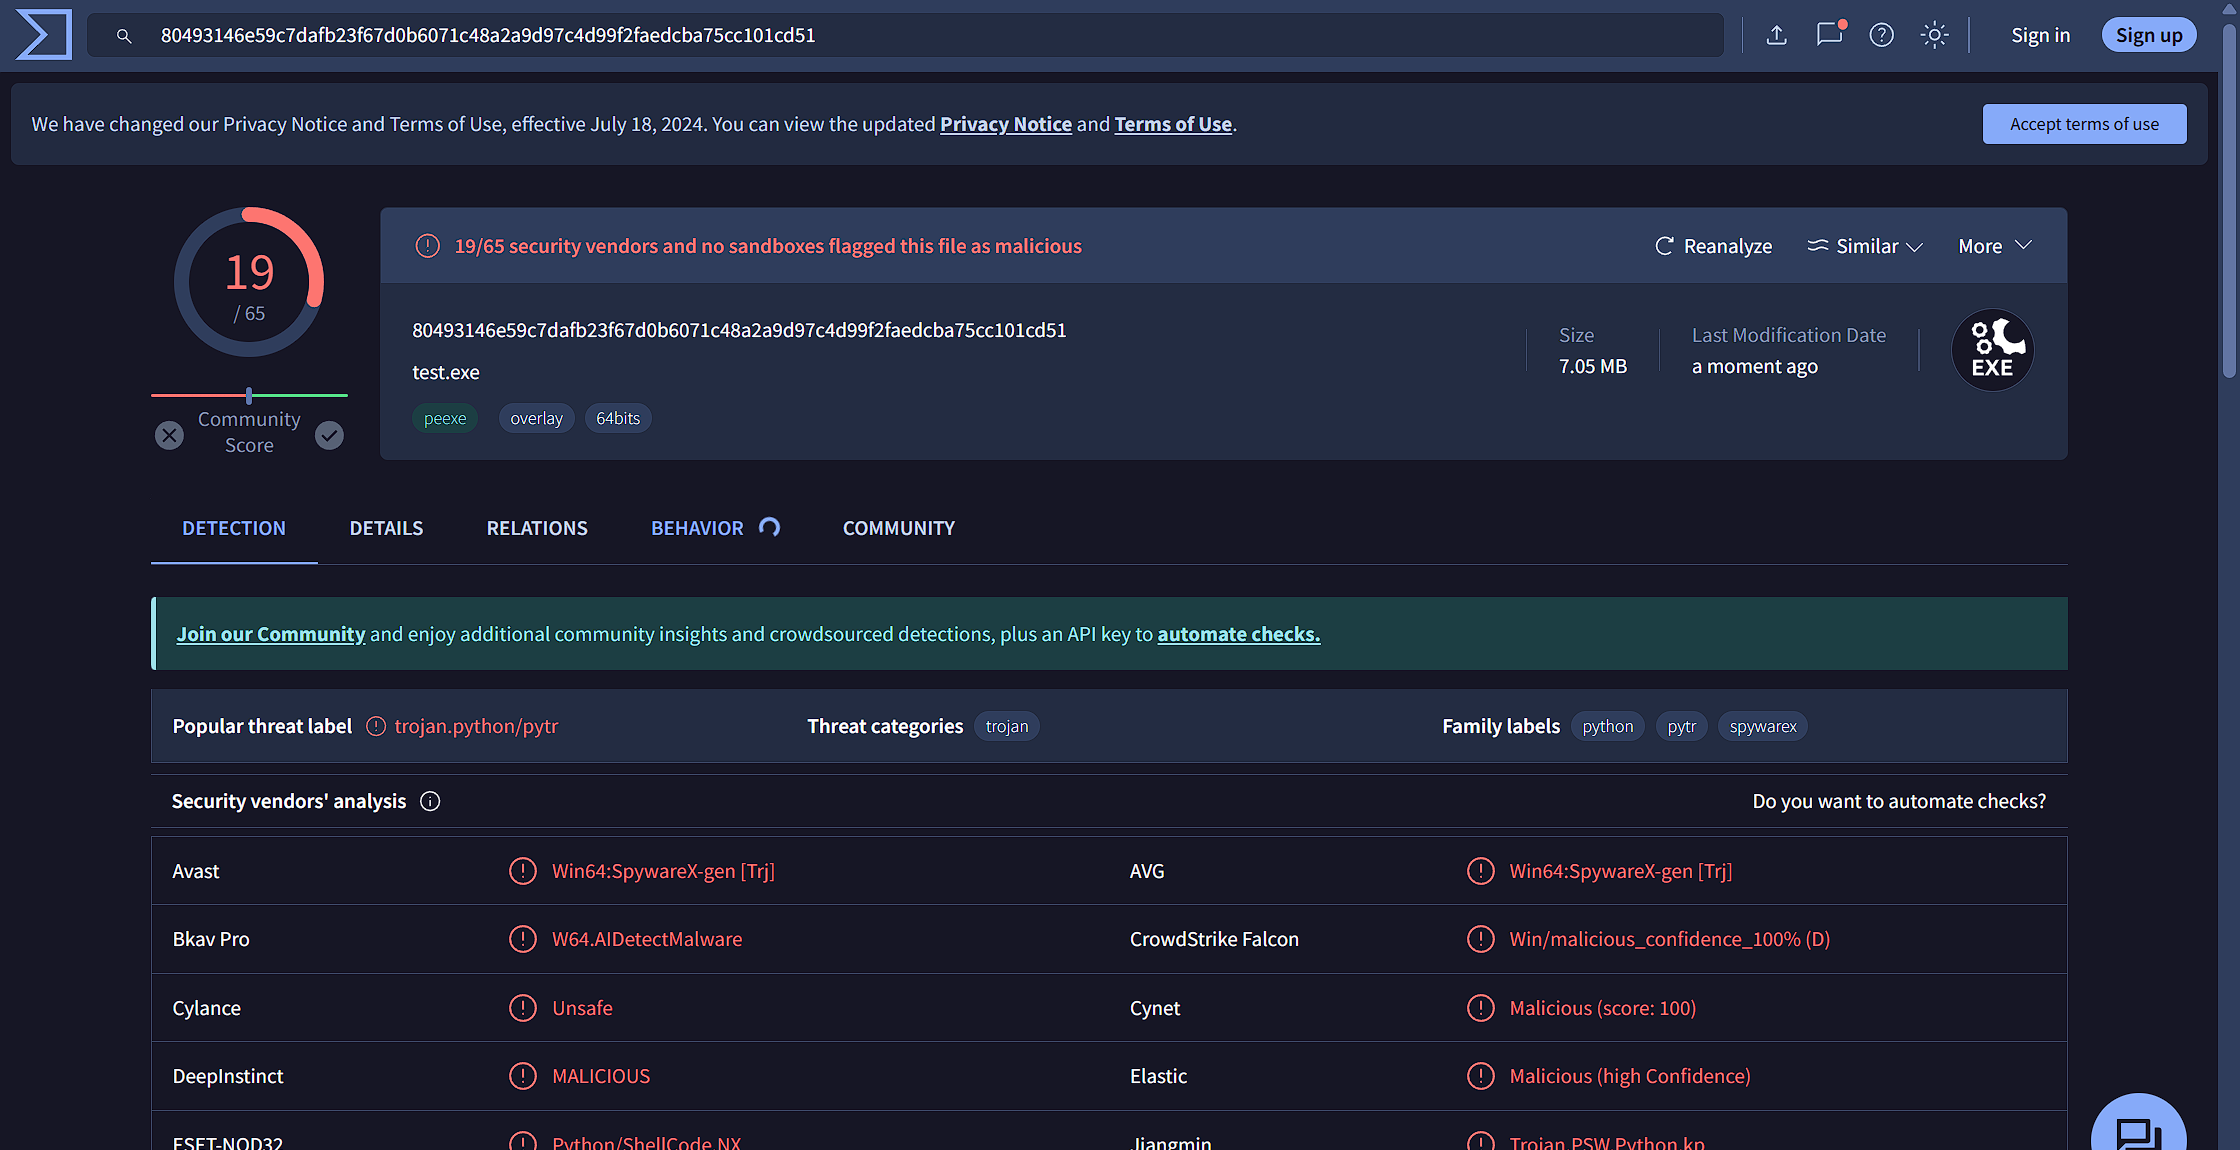 80493146e59c7dafb23f67d0b6071c48a2a9d97c4d99f2faedcba75cc101cd51
Sign in
Sign up
We have changed our Privacy Notice and Terms of Use, effective July 18, 2024. You can view the updated Privacy Notice and Terms of Use.
Accept terms of use
19
/ 65
Community
Score
19/65 security vendors and no sandboxes flagged this file as malicious
Reanalyze
Similar
More
80493146e59c7dafb23f67d0b6071c48a2a9d97c4d99f2faedcba75cc101cd51
test.exe
peexe
overlay
64bits
Size
7.05 MB
Last Modification Date
a moment ago
EXE
DETECTION
DETAILS
RELATIONS
BEHAVIOR
COMMUNITY
Join our Community and enjoy additional community insights and crowdsourced detections, plus an API key to automate checks.
Popular threat label
trojan.python/pytr
Threat categories
trojan
Family labels
python
pytr
spywarex
Security vendors' analysis
Do you want to automate checks?
Avast
Win64:SpywareX-gen [Trj]
AVG
Win64:SpywareX-gen [Trj]
Bkav Pro
W64.AIDetectMalware
CrowdStrike Falcon
Win/malicious_confidence_100% (D)
Cylance
Unsafe
Cynet
Malicious (score: 100)
DeepInstinct
MALICIOUS
Elastic
Malicious (high Confidence)
ESET-NOD32
Python/ShellCode.NX
Jiangmin
Trojan.PSW.Python.kp